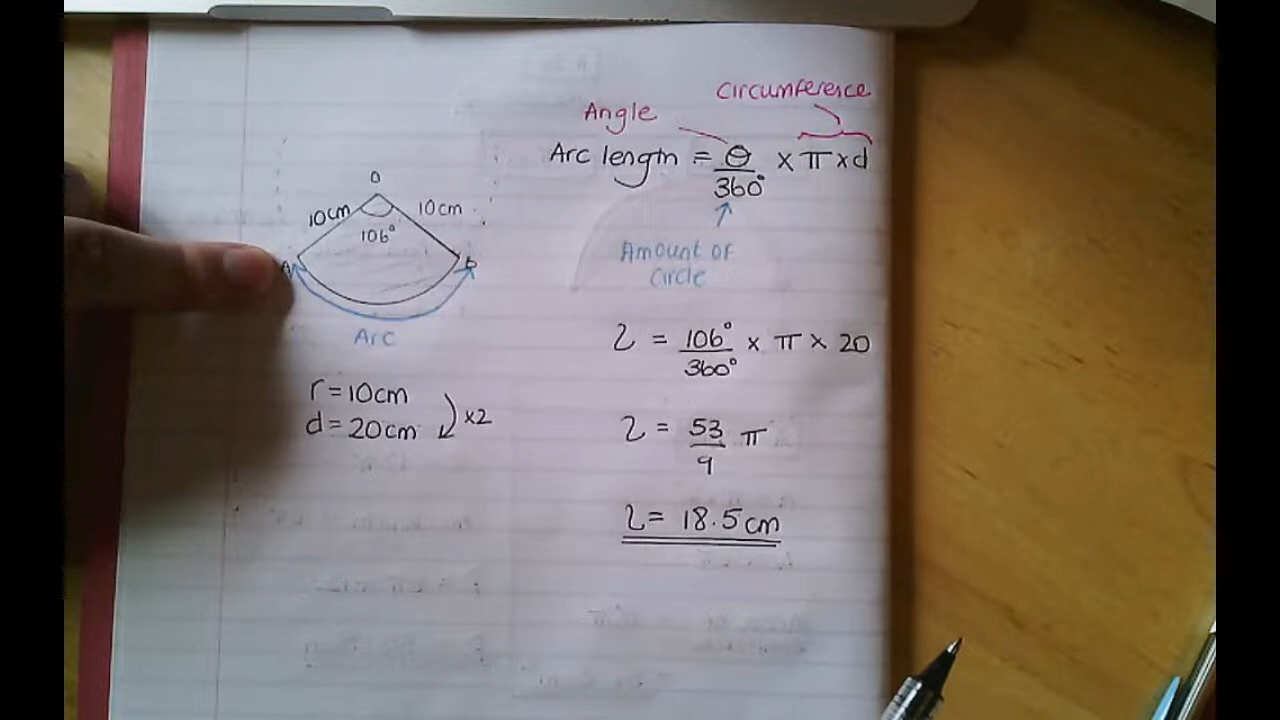 O
10cm
10cm
106°
A
B
Arc
r = 10cm
d = 20cm
×2
Circumference
Angle
Arc length = θ/360° × π × d
Amount of
circle
l = 106°/360° × π × 20
l = 53/9 π
l = 18.5cm